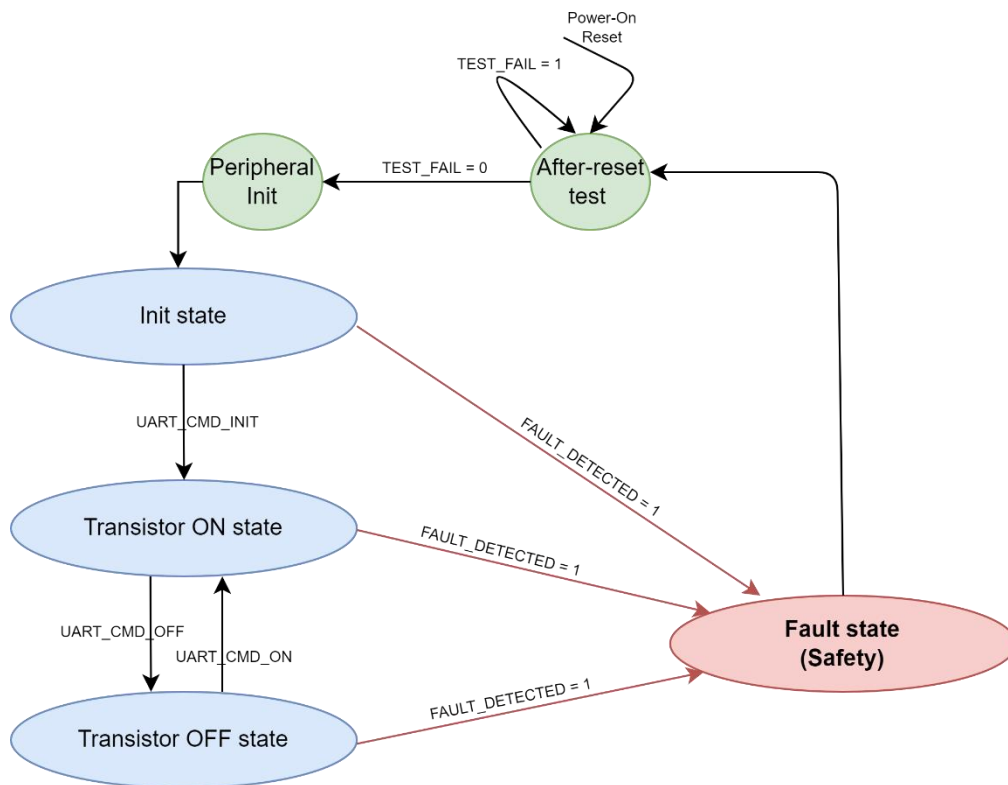 Power-On
Reset
TEST_FAIL = 1
Peripheral
Init
TEST_FAIL = 0
After-reset
test
Init state
UART_CMD_INIT
FAULT_DETECTED = 1
Transistor ON state
FAULT_DETECTED = 1
UART_CMD_OFF
UART_CMD_ON
Fault state
(Safety)
FAULT_DETECTED = 1
Transistor OFF state